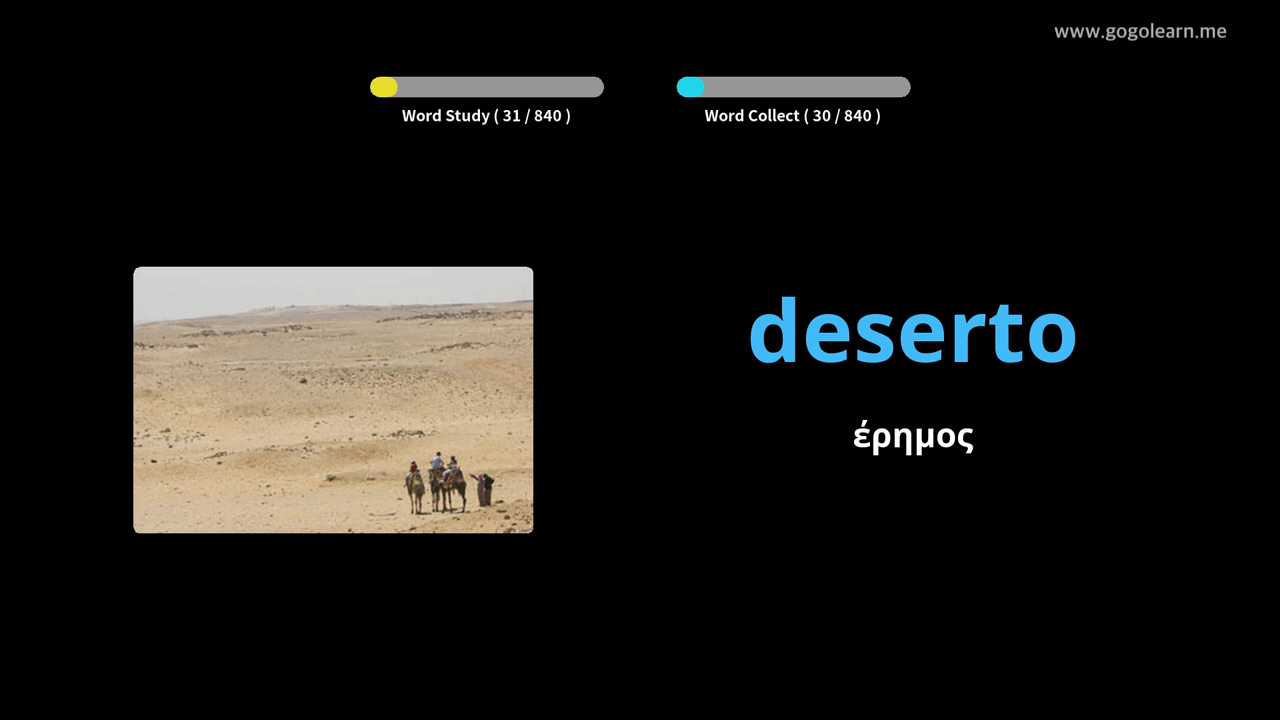 www.gogolearn.me
Word Study ( 31 / 840 )
Word Collect ( 30 / 840 )
deserto
έρημος